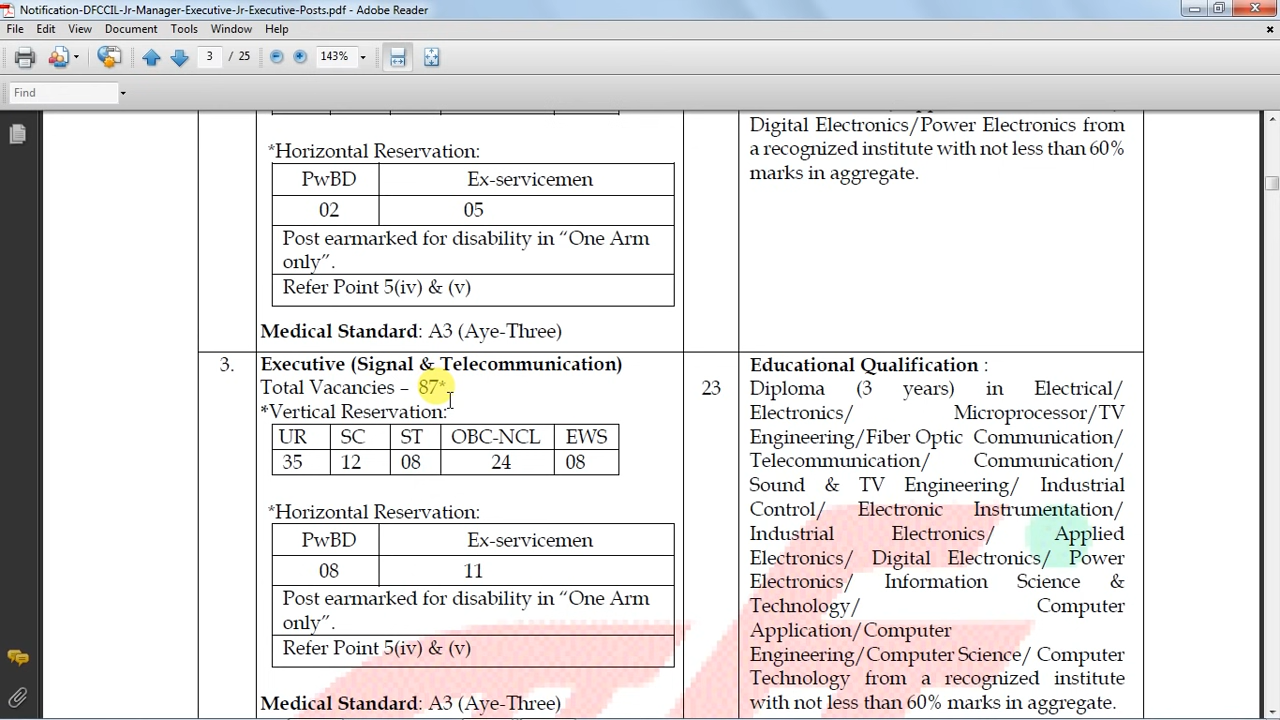 Notification-DFCCIL-Jr-Manager-Executive-Jr-Executive-Posts.pdf - Adobe Reader
File Edit View Document Tools Window Help
3 / 25 143%
Find
Digital Electronics/Power Electronics from
a recognized institute with not less than 60%
marks in aggregate.
*Horizontal Reservation:
PwBD Ex-servicemen
02 05
Post earmarked for disability in “One Arm
only”.
Refer Point 5(iv) & (v)
Medical Standard: A3 (Aye-Three)
3.
Executive (Signal & Telecommunication)
Total Vacancies – 87*
*Vertical Reservation:
UR SC ST OBC-NCL EWS
35 12 08 24 08
*Horizontal Reservation:
PwBD Ex-servicemen
08 11
Post earmarked for disability in “One Arm
only”.
Refer Point 5(iv) & (v)
Medical Standard: A3 (Aye-Three)
23
Educational Qualification :
Diploma (3 years) in Electrical/
Electronics/ Microprocessor/TV
Engineering/Fiber Optic Communication/
Telecommunication/ Communication/
Sound & TV Engineering/ Industrial
Control/ Electronic Instrumentation/
Industrial Electronics/ Applied
Electronics/ Digital Electronics/ Power
Electronics/ Information Science &
Technology/ Computer
Application/Computer
Engineering/Computer Science/ Computer
Technology from a recognized institute
with not less than 60% marks in aggregate.